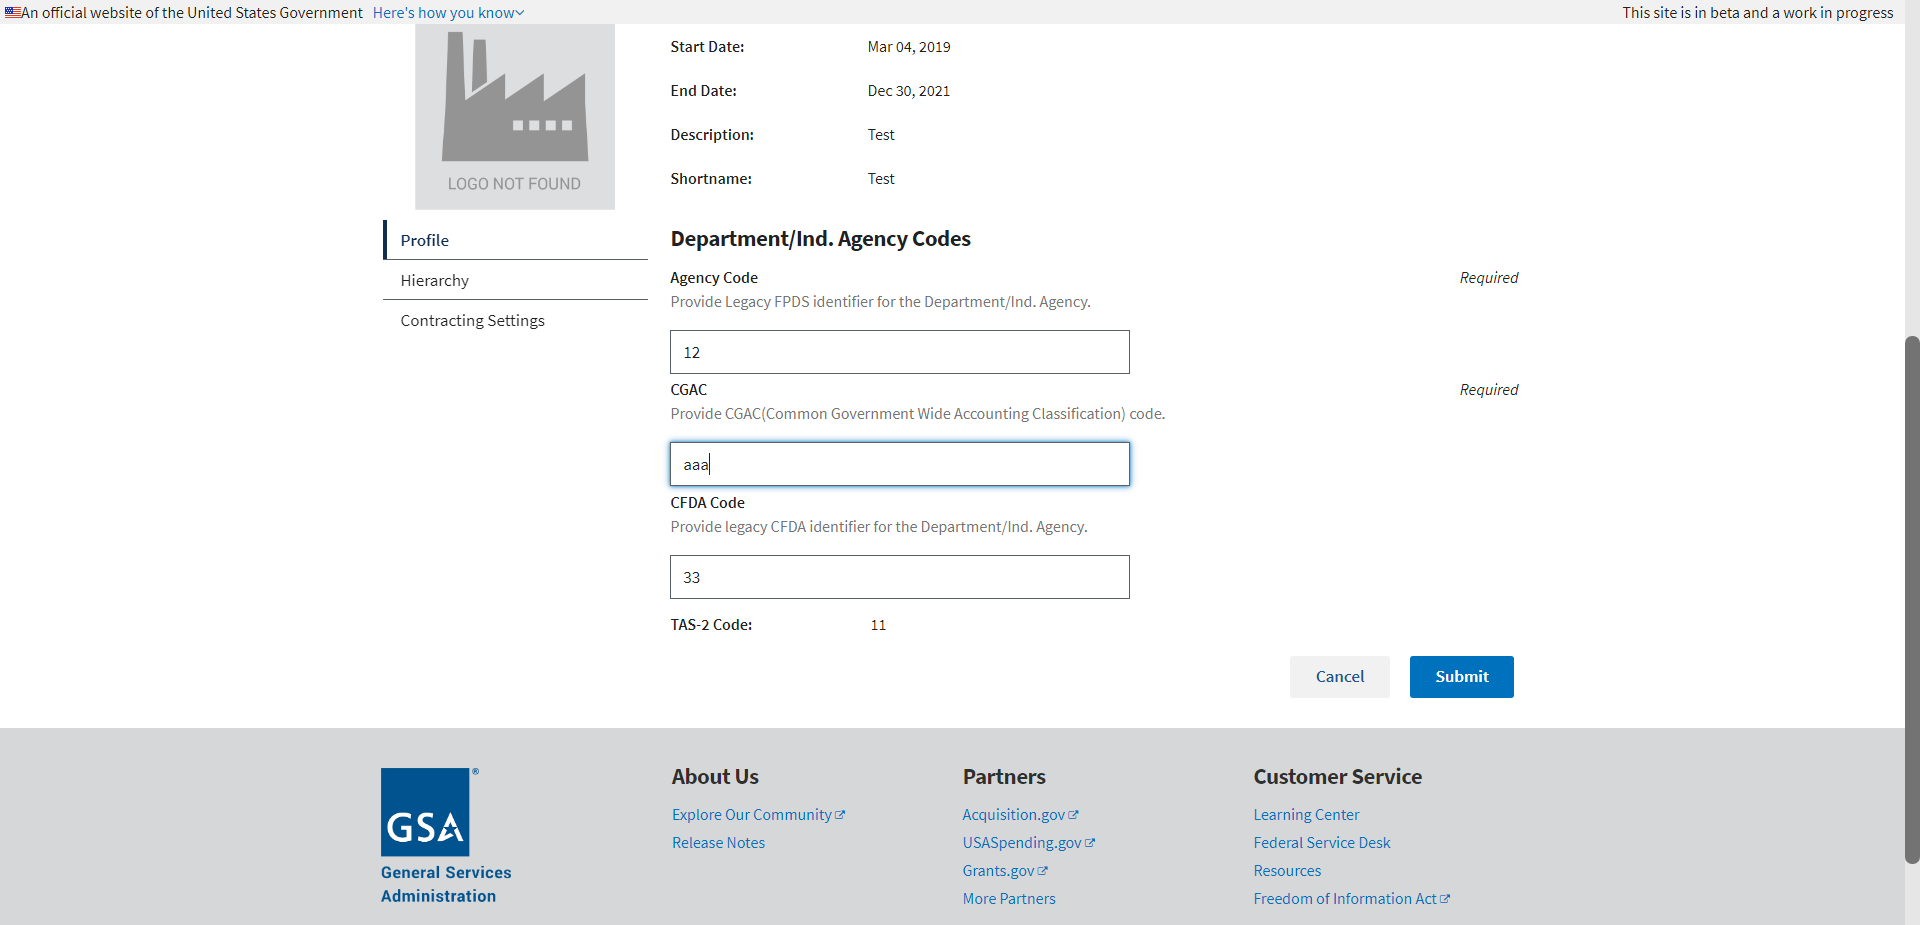 An official website of the United States Government Here's how you know
This site is in beta and a work in progress
LOGO NOT FOUND
Start Date: Mar 04, 2019
End Date: Dec 30, 2021
Description: Test
Shortname: Test
Profile
Hierarchy
Contracting Settings
Department/Ind. Agency Codes
Agency Code Required
Provide Legacy FPDS identifier for the Department/Ind. Agency.
12
CGAC Required
Provide CGAC(Common Government Wide Accounting Classification) code.
aaa
CFDA Code
Provide legacy CFDA identifier for the Department/Ind. Agency.
33
TAS-2 Code: 11
Cancel Submit
GSA ®
General Services
Administration
About Us
Explore Our Community
Release Notes
Partners
Acquisition.gov
USASpending.gov
Grants.gov
More Partners
Customer Service
Learning Center
Federal Service Desk
Resources
Freedom of Information Act